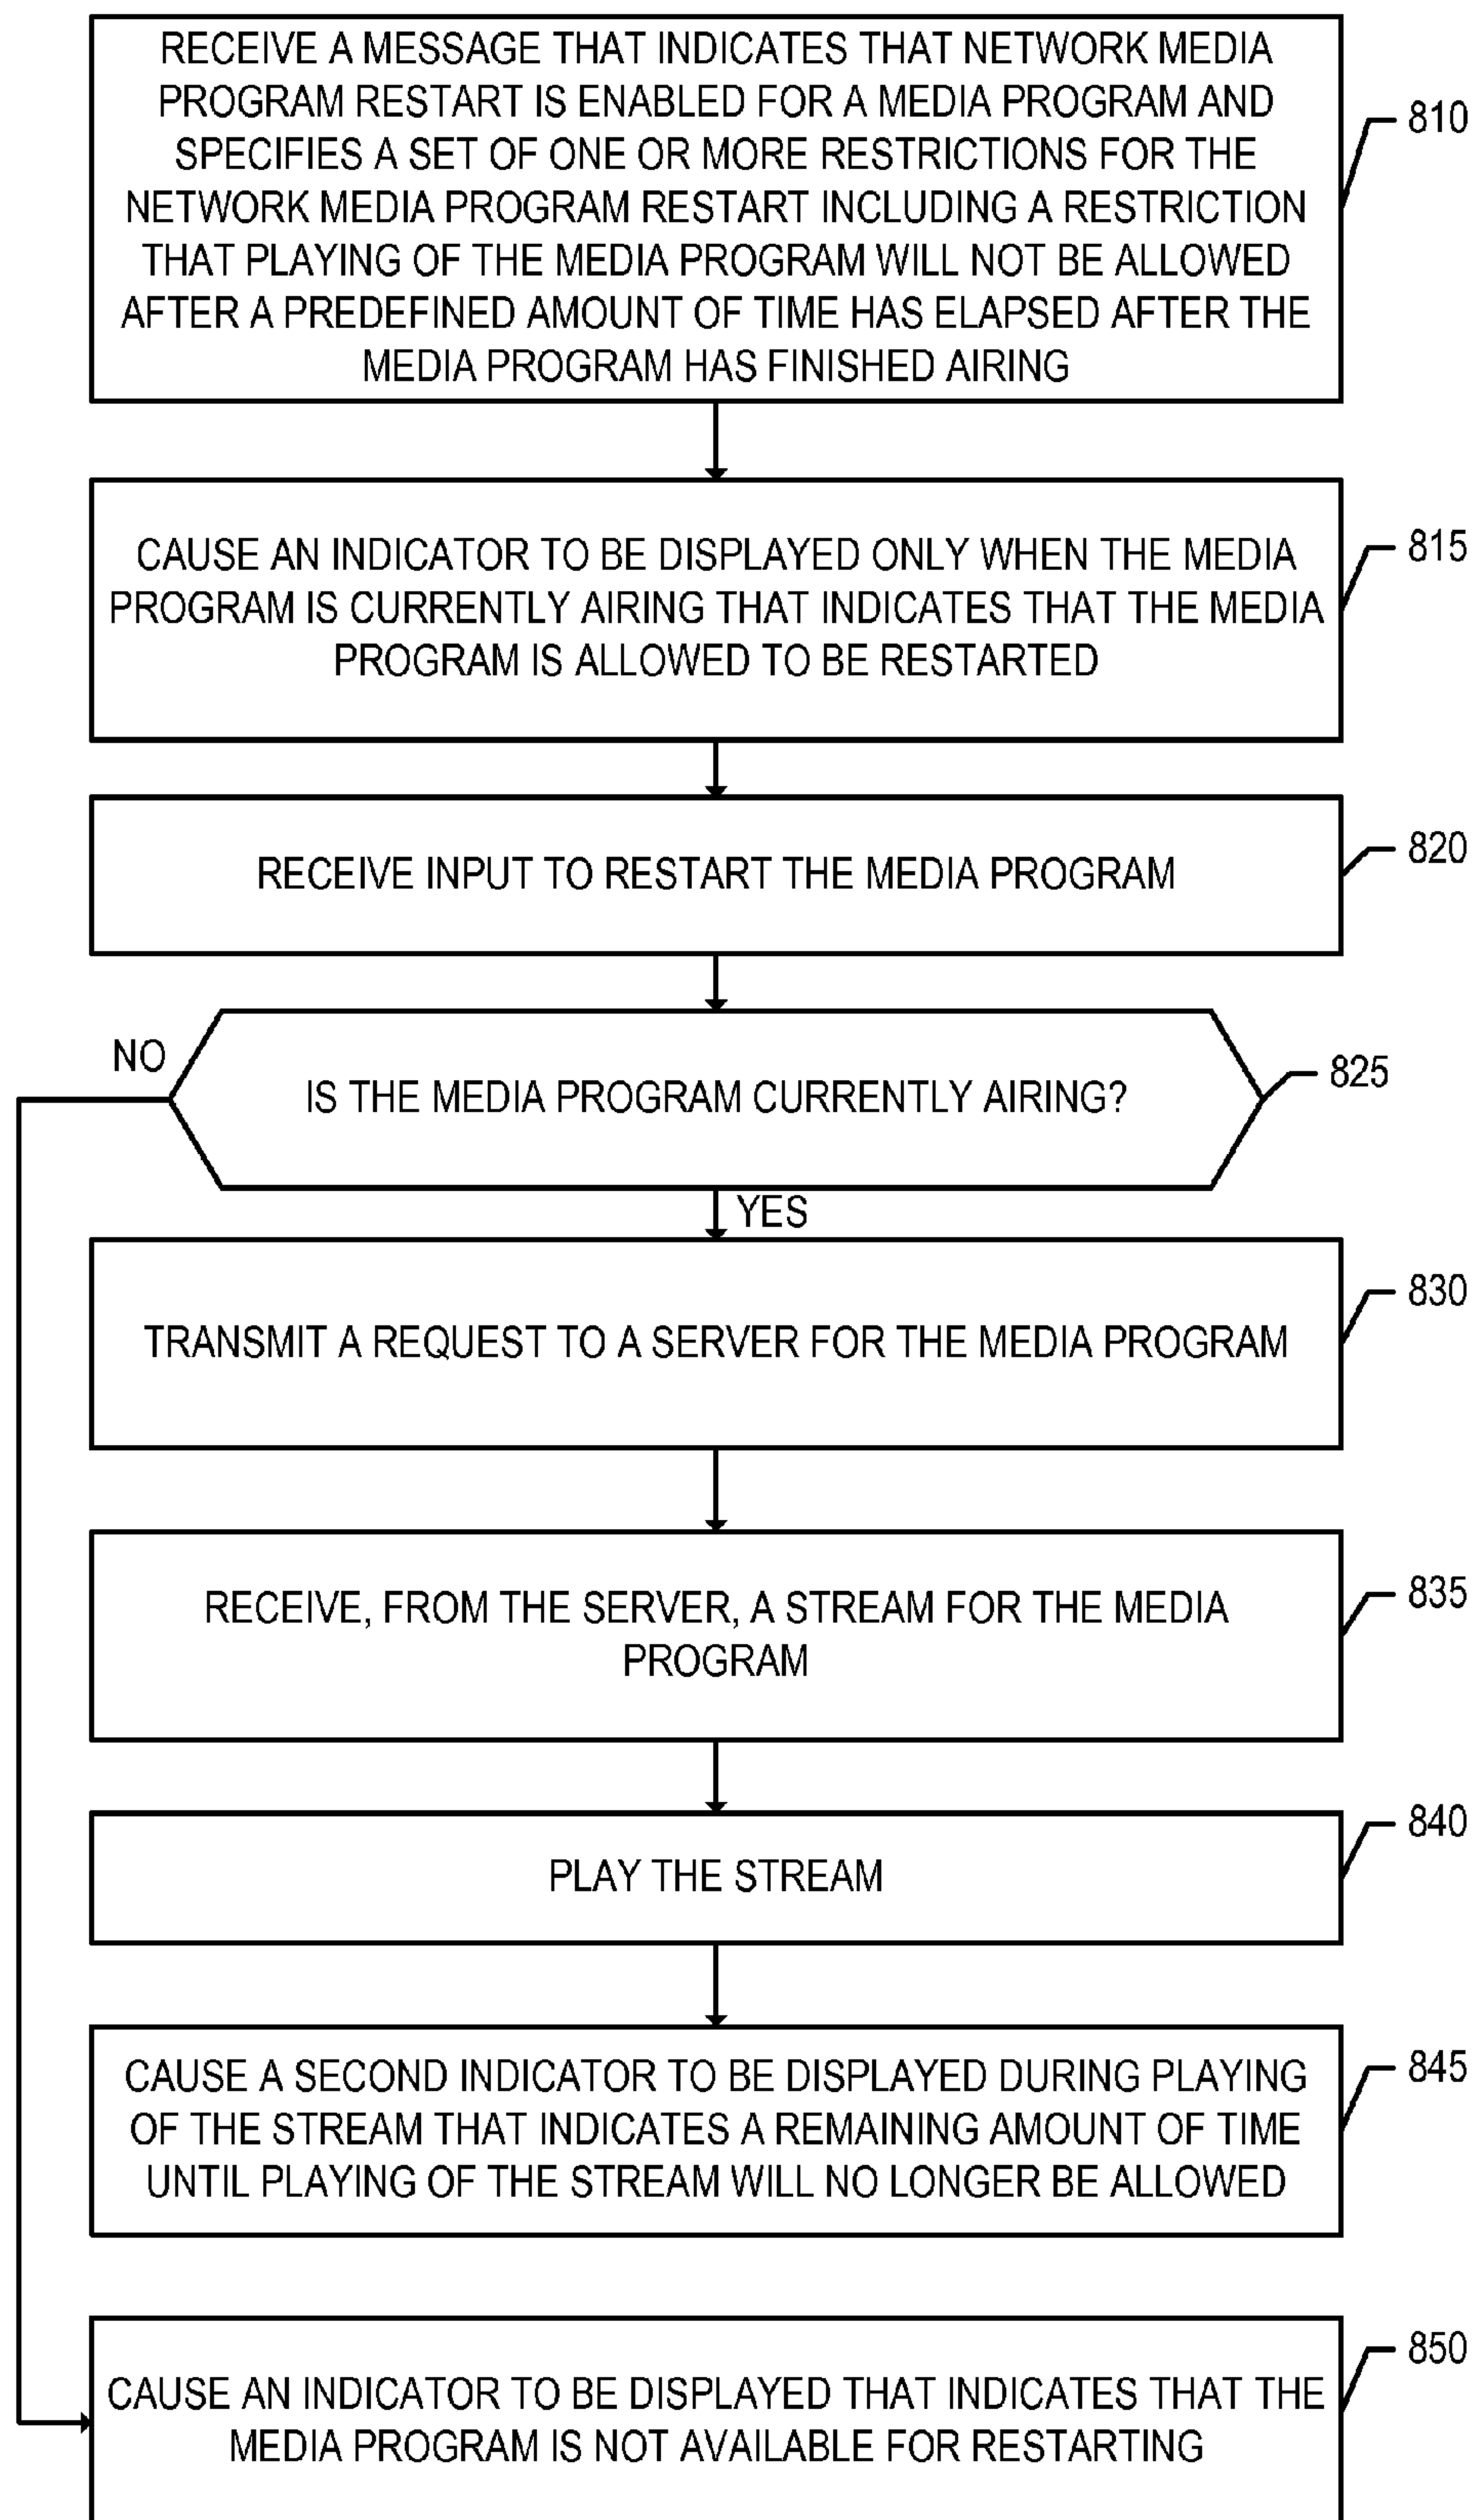 RECEIVE A MESSAGE THAT INDICATES THAT NETWORK MEDIA
PROGRAM RESTART IS ENABLED FOR A MEDIA PROGRAM AND
SPECIFIES A SET OF ONE OR MORE RESTRICTIONS FOR THE
NETWORK MEDIA PROGRAM RESTART INCLUDING A RESTRICTION
THAT PLAYING OF THE MEDIA PROGRAM WILL NOT BE ALLOWED
AFTER A PREDEFINED AMOUNT OF TIME HAS ELAPSED AFTER THE
MEDIA PROGRAM HAS FINISHED AIRING
810
CAUSE AN INDICATOR TO BE DISPLAYED ONLY WHEN THE MEDIA
PROGRAM IS CURRENTLY AIRING THAT INDICATES THAT THE MEDIA
PROGRAM IS ALLOWED TO BE RESTARTED
815
RECEIVE INPUT TO RESTART THE MEDIA PROGRAM
820
NO
IS THE MEDIA PROGRAM CURRENTLY AIRING?
825
YES
TRANSMIT A REQUEST TO A SERVER FOR THE MEDIA PROGRAM
830
RECEIVE, FROM THE SERVER, A STREAM FOR THE MEDIA
PROGRAM
835
PLAY THE STREAM
840
CAUSE A SECOND INDICATOR TO BE DISPLAYED DURING PLAYING
OF THE STREAM THAT INDICATES A REMAINING AMOUNT OF TIME
UNTIL PLAYING OF THE STREAM WILL NO LONGER BE ALLOWED
845
CAUSE AN INDICATOR TO BE DISPLAYED THAT INDICATES THAT THE
MEDIA PROGRAM IS NOT AVAILABLE FOR RESTARTING
850